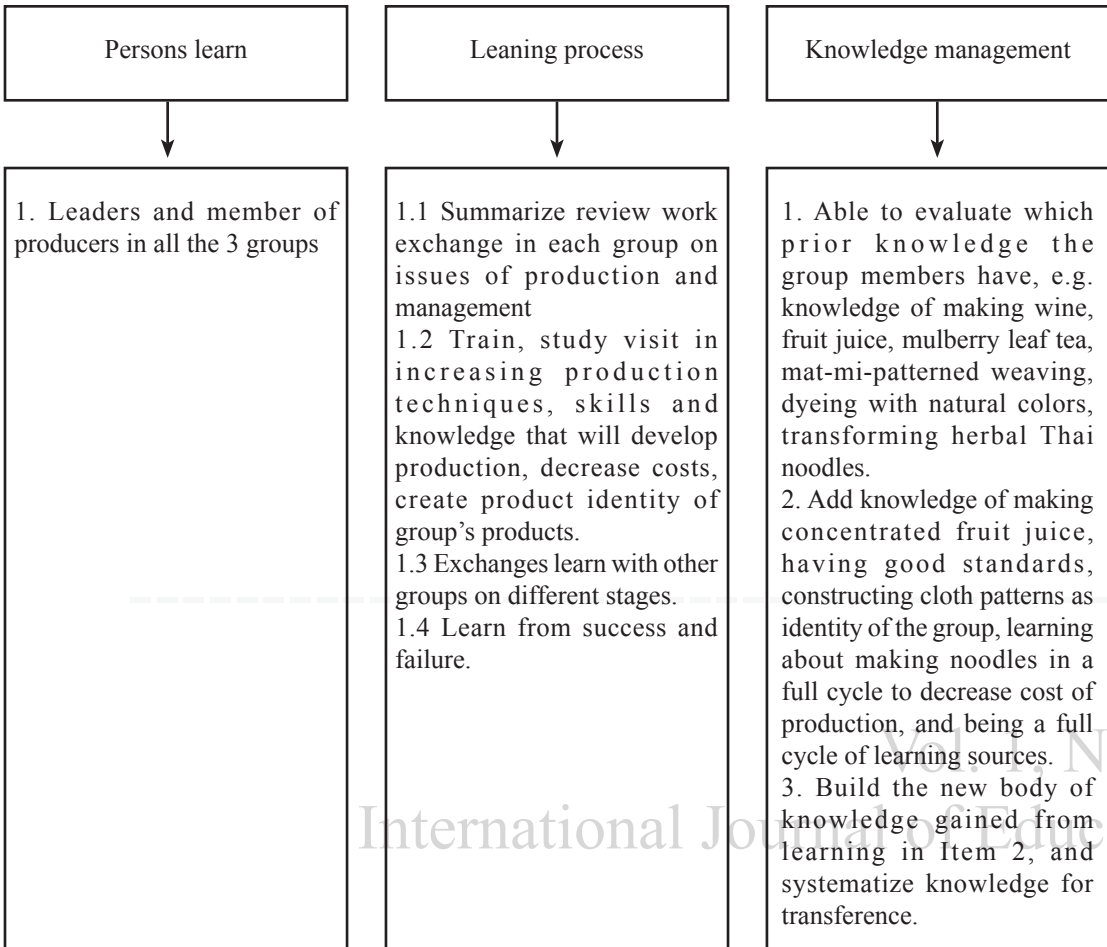 Persons learn
Leaning process
Knowledge management
1. Leaders and member of
producers in all the 3 groups
1.1 Summarize review work
exchange in each group on
issues of production and
management
1.2 Train, study visit in
increasing production
techniques, skills and
knowledge that will develop
production, decrease costs,
create product identity of
group's products.
1.3 Exchanges learn with other
groups on different stages.
1.4 Learn from success and
failure.
1. Able to evaluate which
prior knowledge the
group members have, e.g.
knowledge of making wine,
fruit juice, mulberry leaf tea,
mat-mi-patterned weaving,
dyeing with natural colors,
transforming herbal Thai
noodles.
2. Add knowledge of making
concentrated fruit juice,
having good standards,
constructing cloth patterns as
identity of the group, learning
about making noodles in a
full cycle to decrease cost of
production, and being a full
cycle of learning sources.
3. Build the new body of
knowledge gained from
learning in Item 2, and
systematize knowledge for
transference.
Vol. 1, N
International Journal of Educ